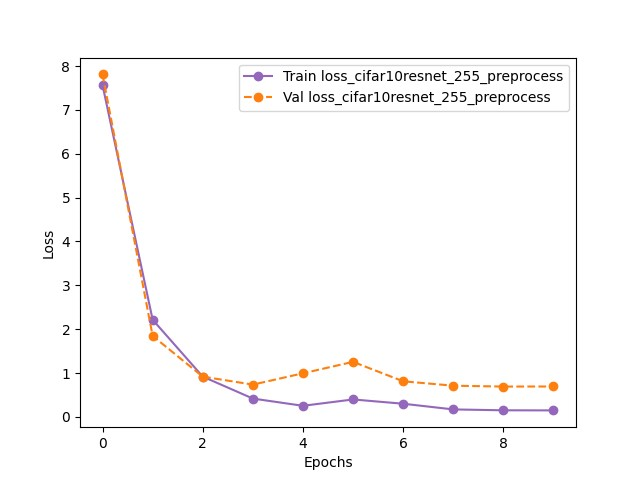 Train loss_cifar10resnet_255_preprocess
Val loss_cifar10resnet_255_preprocess
8
7
6
5
4
3
2
1
0
Loss
0 2 4 6 8
Epochs